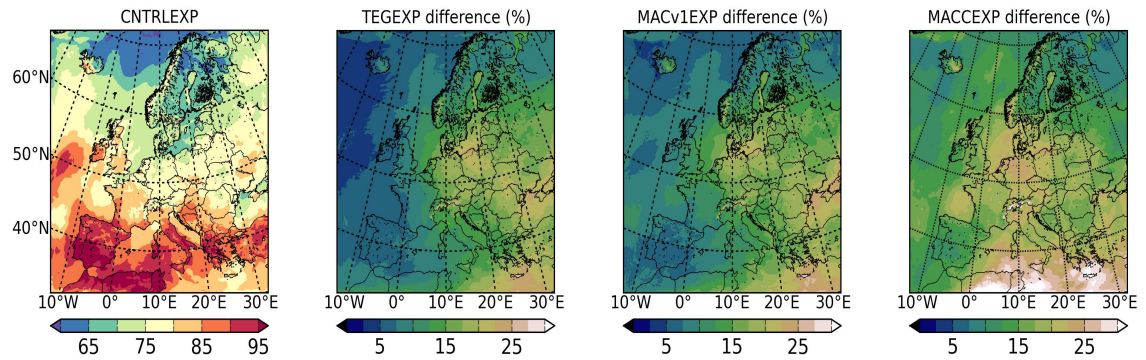 CNTRLEXP TEGEXP difference (%) MACv1EXP difference (%) MACCEXP difference (%)
60°N
50°N
40°N
10°W 0° 10°E 20°E 30°E 10°W 0° 10°E 20°E 30°E 10°W 0° 10°E 20°E 30°E 10°W 0° 10°E 20°E 30°E
65 75 85 95 5 15 25 5 15 25 5 15 25